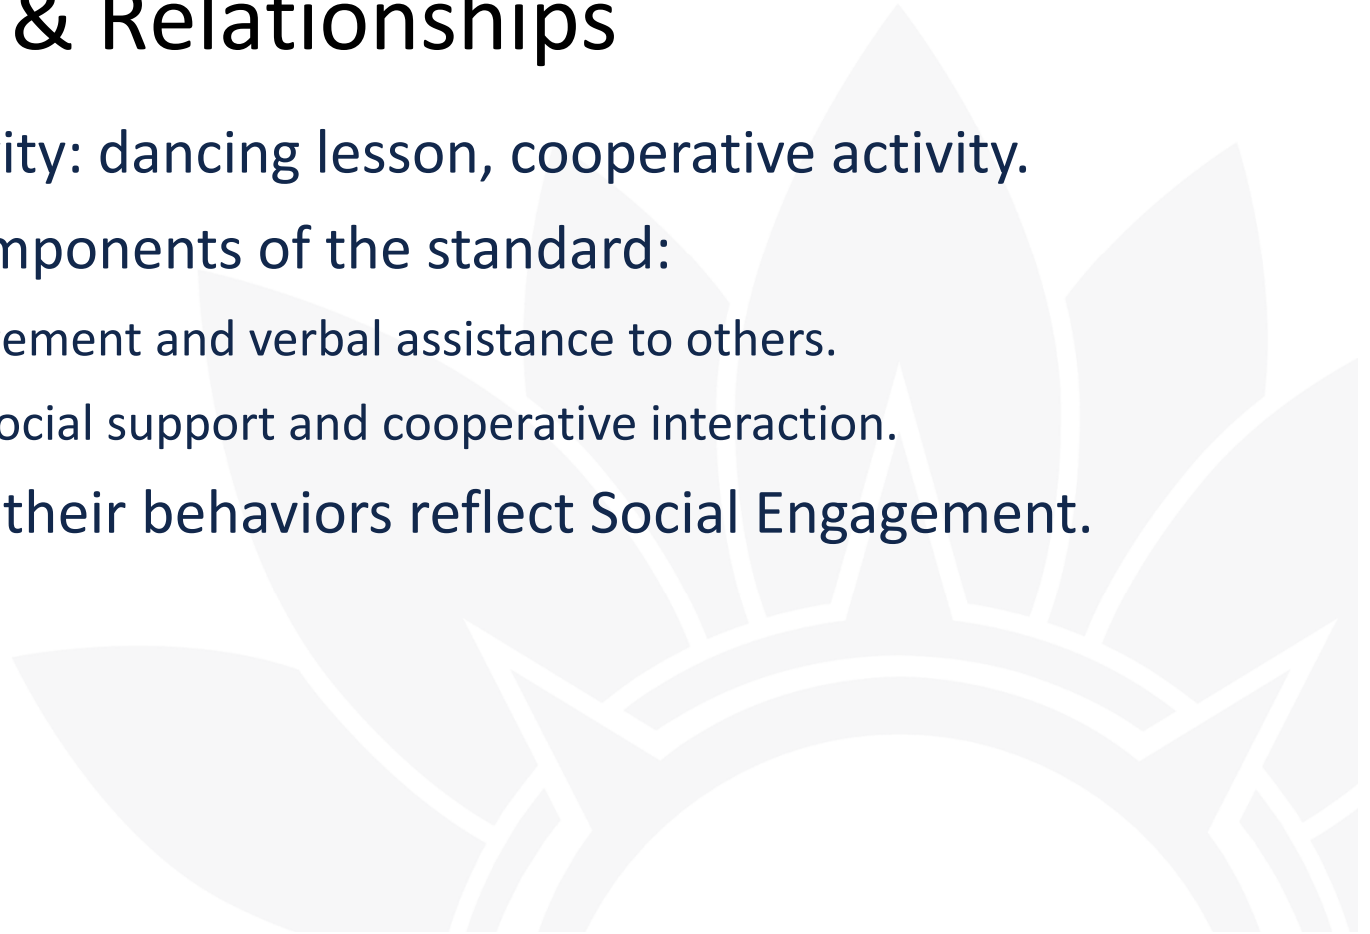 & Relationships
ity: dancing lesson, cooperative activity.
mponents of the standard:
ement and verbal assistance to others.
ocial support and cooperative interaction.
their behaviors reflect Social Engagement.